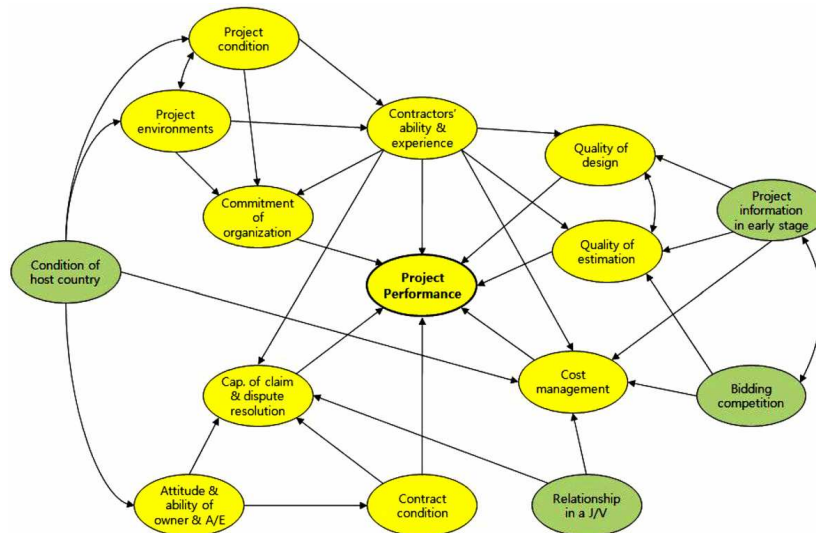 Project
condition
Project
environments
Contractors'
ability &
experience
Quality of
design
Project
information
in early stage
Commitment
of
organization
Quality of
estimation
Condition of
host country
Project
Performance
Cap. of claim
& dispute
resolution
Cost
management
Bidding
competition
Attitude &
ability of
owner & A/E
Contract
condition
Relationship
in a J/V